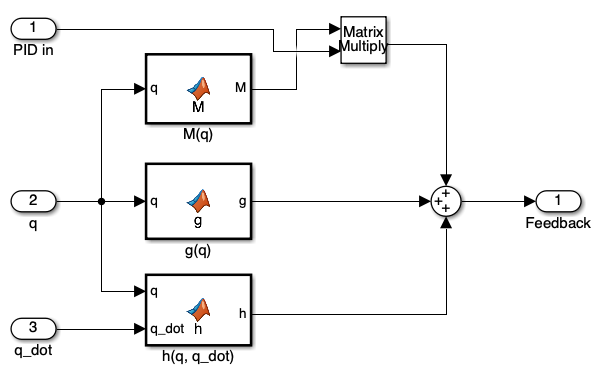 1
PID in
Matrix
Multiply
q
M
M
M(q)
2
q
q
g
g
g(q)
+
+
+
1
Feedback
q
q_dot
h
h
h(q, q_dot)
3
q_dot